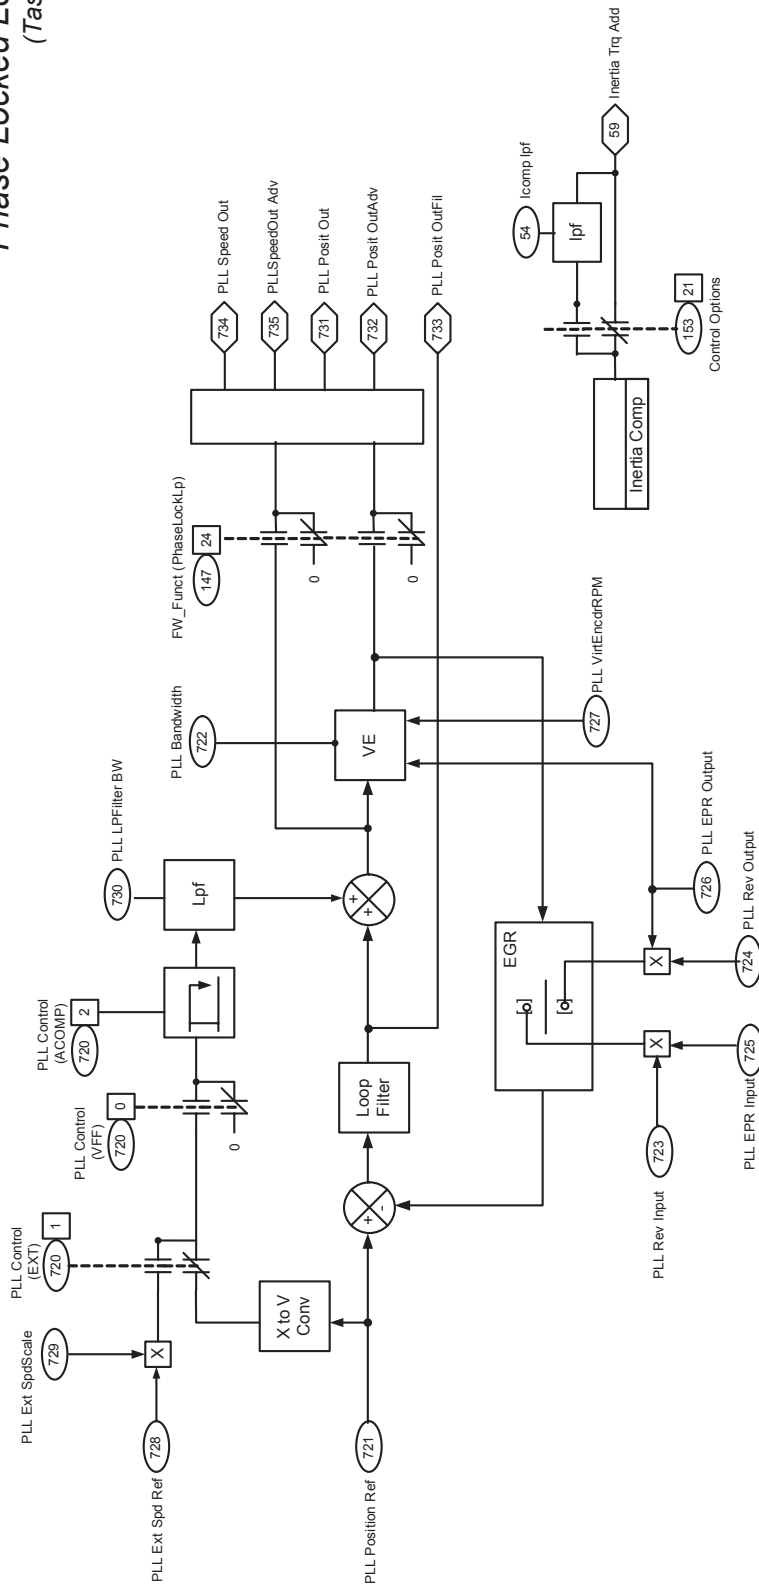 Phase Locked Lo
(Tas
PLL Ext SpdScale
729
PLL Ext Spd Ref
728
X
PLL Control
(EXT)
720
1
PLL Control
(VFF)
720
0
0
PLL Control
(ACOMP)
720
2
PLL LPFilter BW
730
Lpf
PLL Position Ref
721
X to V
Conv
+
-
Loop
Filter
+
+
PLL Bandwidth
722
VE
FW_Funct (PhaseLockLp)
147
24
0
0
734
PLL Speed Out
735
PLLSpeedOut Adv
731
PLL Posit Out
732
PLL Posit OutAdv
733
PLL Posit OutFil
EGR
[ ]
[ ]
PLL Rev Input
723
X
PLL EPR Input
725
X
PLL Rev Output
724
PLL EPR Output
726
PLL VirtEncdrRPM
727
Inertia Comp
Control Options
153
21
Icomp lpf
54
lpf
59
Inertia Trq Add